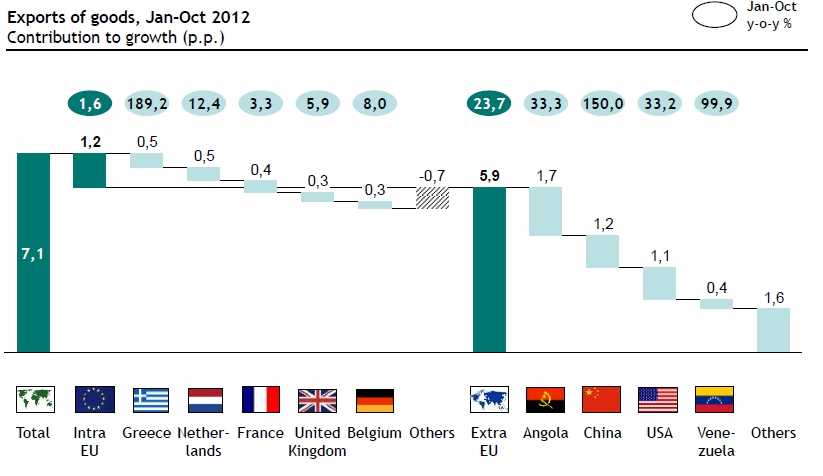 Exports of goods, Jan-Oct 2012
Contribution to growth (p.p.)
Jan-Oct
y-o-y %
1,6 189,2 12,4 3,3 5,9 8,0 23,7 33,3 150,0 33,2 99,9
1,2 0,5 0,5 0,4 0,3 0,3 -0,7 5,9 1,7 1,2 1,1 0,4 1,6
7,1
Total Intra EU Greece Nether-lands France United Kingdom Belgium Others Extra EU Angola China USA Vene-zuela Others